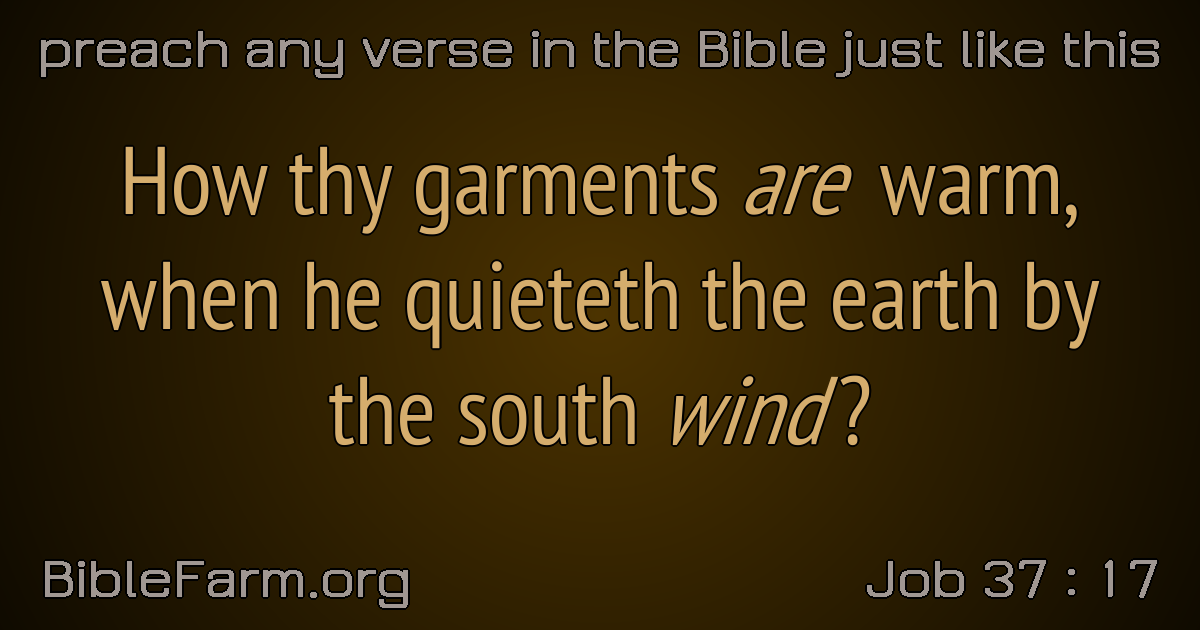 preach any verse in the Bible just like this
How thy garments are warm,
when he quieteth the earth by
the south wind?
BibleFarm.org
Job 37 : 17